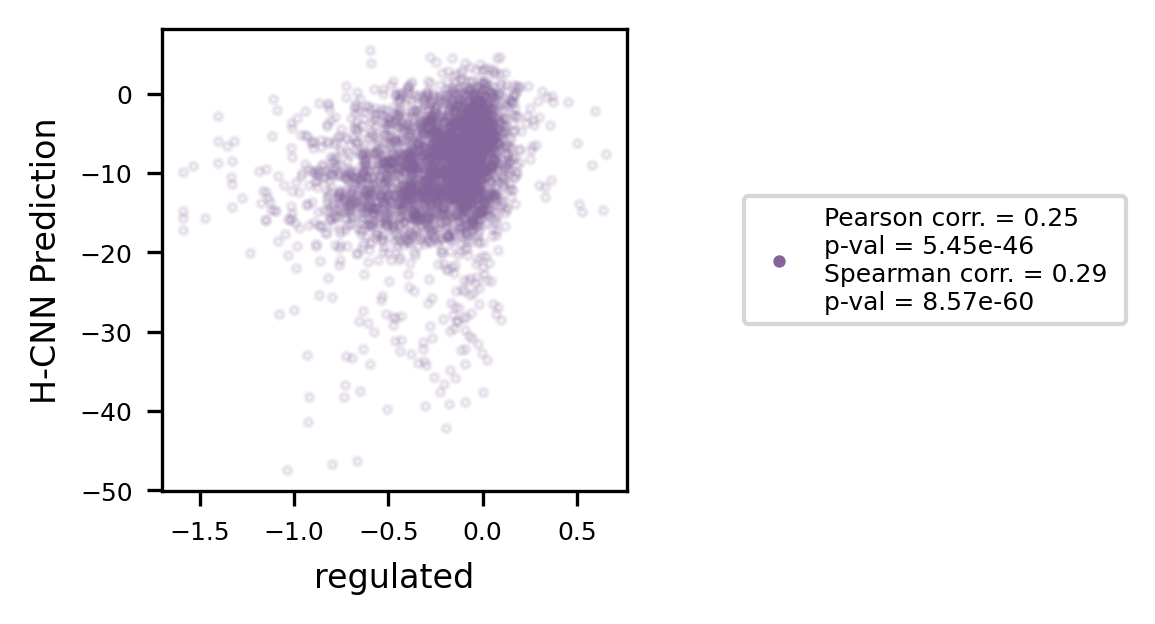 H-CNN Prediction
0
−10
−20
−30
−40
−50
−1.5 −1.0 −0.5 0.0 0.5
regulated
Pearson corr. = 0.25
p-val = 5.45e-46
Spearman corr. = 0.29
p-val = 8.57e-60